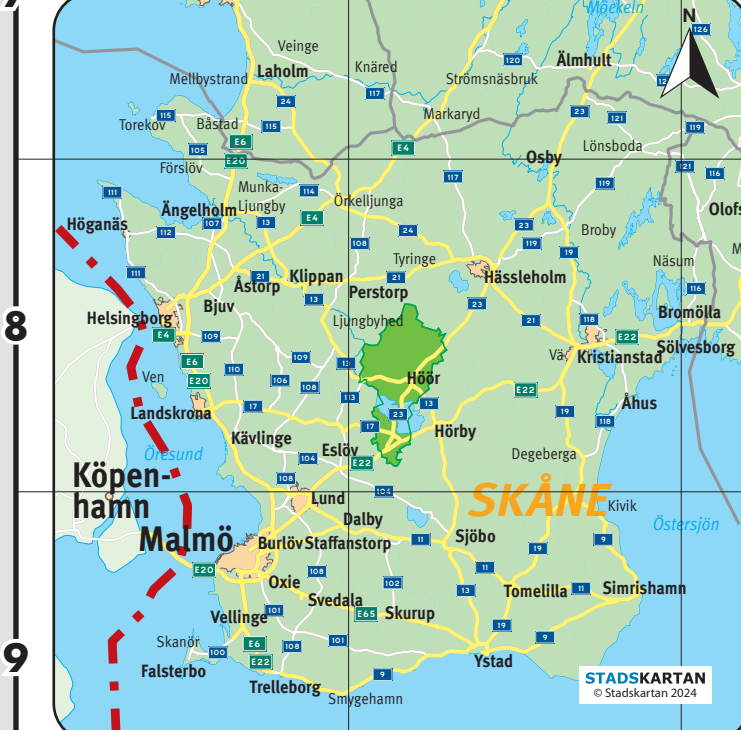 Möckeln
N
126
Veinge
120
Älmhult
Knäred
Laholm
Mellbystrand
Strömsnäsbruk
117
24
23
121
Markaryd
115
Torekov
Båstad
115
119
E6
105
E4
Lönsboda
E20
Osby
Förslöv
121
116
117
119
Munka-
Ljungby
111
114
Örkelljunga
Ängelholm
Olofs
107
13
E4
Höganäs
112
24
23
Broby
108
119
19
Tyringe
Näsum
111
Hässleholm
21
Klippan
21
Åstorp
116
Perstorp
13
23
Bjuv
Bromölla
Helsingborg
Ljungbyhed
21
118
E4
109
E22
Sölvesborg
Vä
Kristianstad
E6
109
13
110
Ven
E20
106
Höör
108
E22
113
13
Åhus
Landskrona
17
23
19
118
17
Kävlinge
Hörby
Eslöv
Öresund
104
E22
Degeberga
Köpen-
hamn
108
104
SKÅNE
Lund
Kivik
Dalby
Östersjön
Malmö
Burlöv
Staffanstorp
11
Sjöbo
9
19
E20
108
11
Oxie
102
13
Tomelilla
11
Simrishamn
Svedala
101
E65
Skurup
Vellinge
19
9
Skanör
E6
108
101
100
E22
Ystad
Falsterbo
9
Trelleborg
Smygehamn
8
9
STADSKARTAN
© Stadskartan 2024